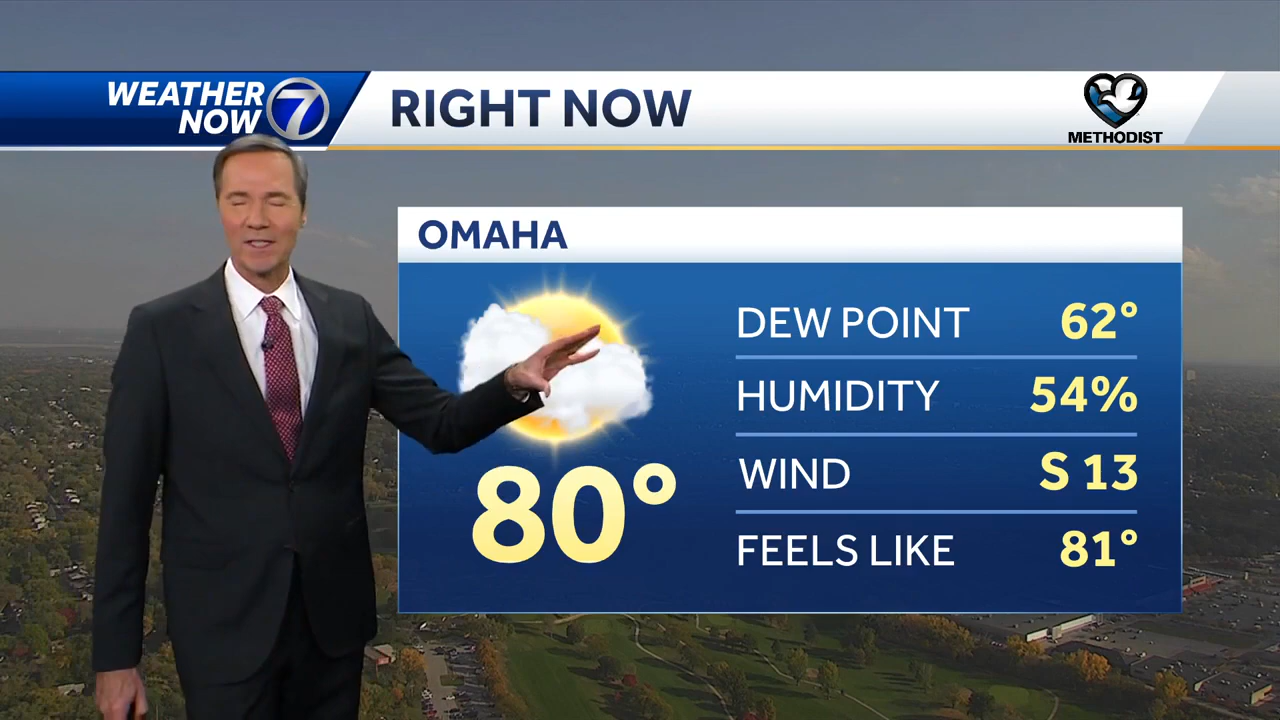 WEATHER
NOW 7
RIGHT NOW
METHODIST
OMAHA
80°
DEW POINT 62°
HUMIDITY 54%
WIND S 13
FEELS LIKE 81°